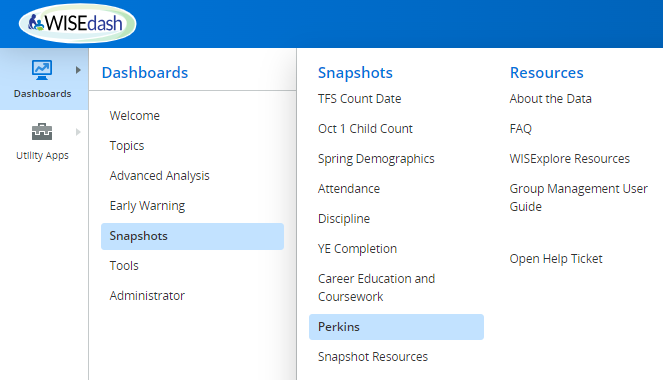 WISEdash
Dashboards
Utility Apps
Dashboards
Welcome
Topics
Advanced Analysis
Early Warning
Snapshots
Tools
Administrator
Snapshots
TFS Count Date
Oct 1 Child Count
Spring Demographics
Attendance
Discipline
YE Completion
Career Education and
Coursework
Perkins
Snapshot Resources
Resources
About the Data
FAQ
WISExplore Resources
Group Management User
Guide
Open Help Ticket